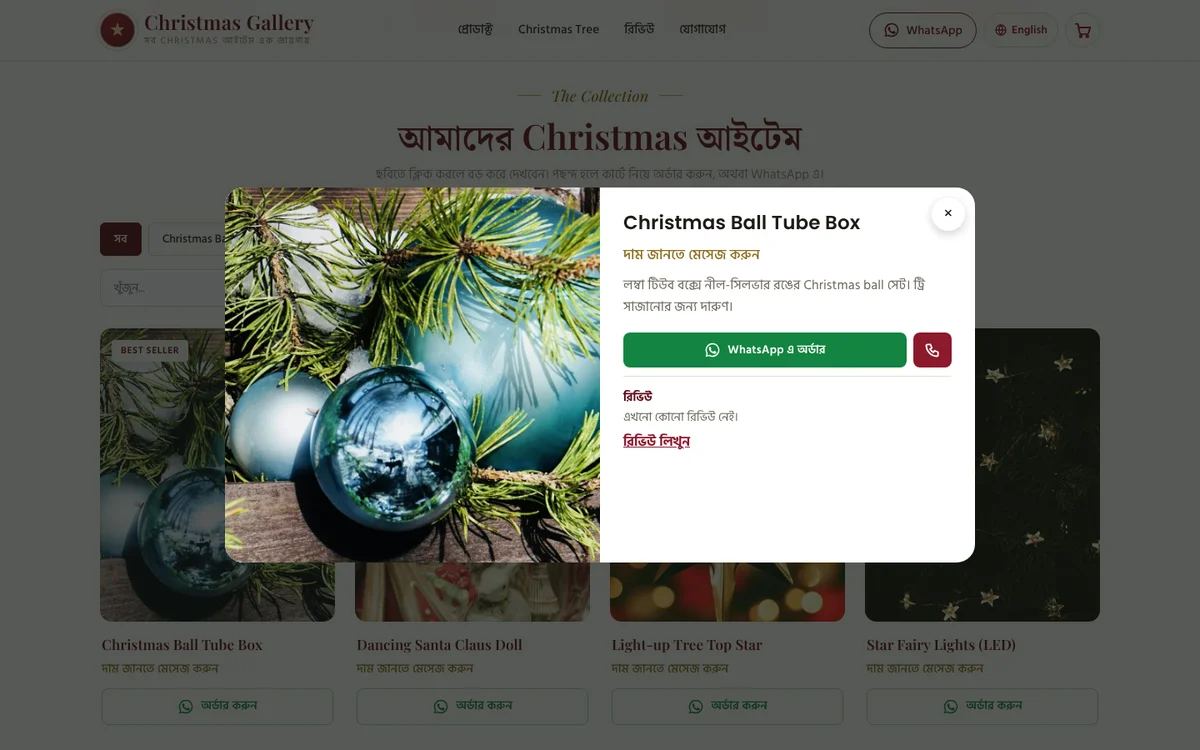 Christmas Gallery
সব CHRISTMAS আইটেম এক জায়গায়
প্রোডাক্ট
Christmas Tree
রিভিউ
যোগাযোগ
WhatsApp
English
The Collection
আমাদের Christmas আইটেম
ছবিতে ক্লিক করলে বড় করে দেখবেন। পছন্দ হলে কার্টে নিয়ে অর্ডার করুন, অথবা WhatsApp এ।
সব
Christmas Ba
খুঁজুন...
BEST SELLER
Christmas Ball Tube Box
দাম জানতে মেসেজ করুন
লম্বা টিউব বক্সে নীল-সিলভার রঙের Christmas ball সেট। ট্রি
সাজানোর জন্য দারুণ।
WhatsApp এ অর্ডার
রিভিউ
এখনো কোনো রিভিউ নেই।
রিভিউ লিখুন
Christmas Ball Tube Box
দাম জানতে মেসেজ করুন
অর্ডার করুন
Dancing Santa Claus Doll
দাম জানতে মেসেজ করুন
অর্ডার করুন
Light-up Tree Top Star
দাম জানতে মেসেজ করুন
অর্ডার করুন
Star Fairy Lights (LED)
দাম জানতে মেসেজ করুন
অর্ডার করুন